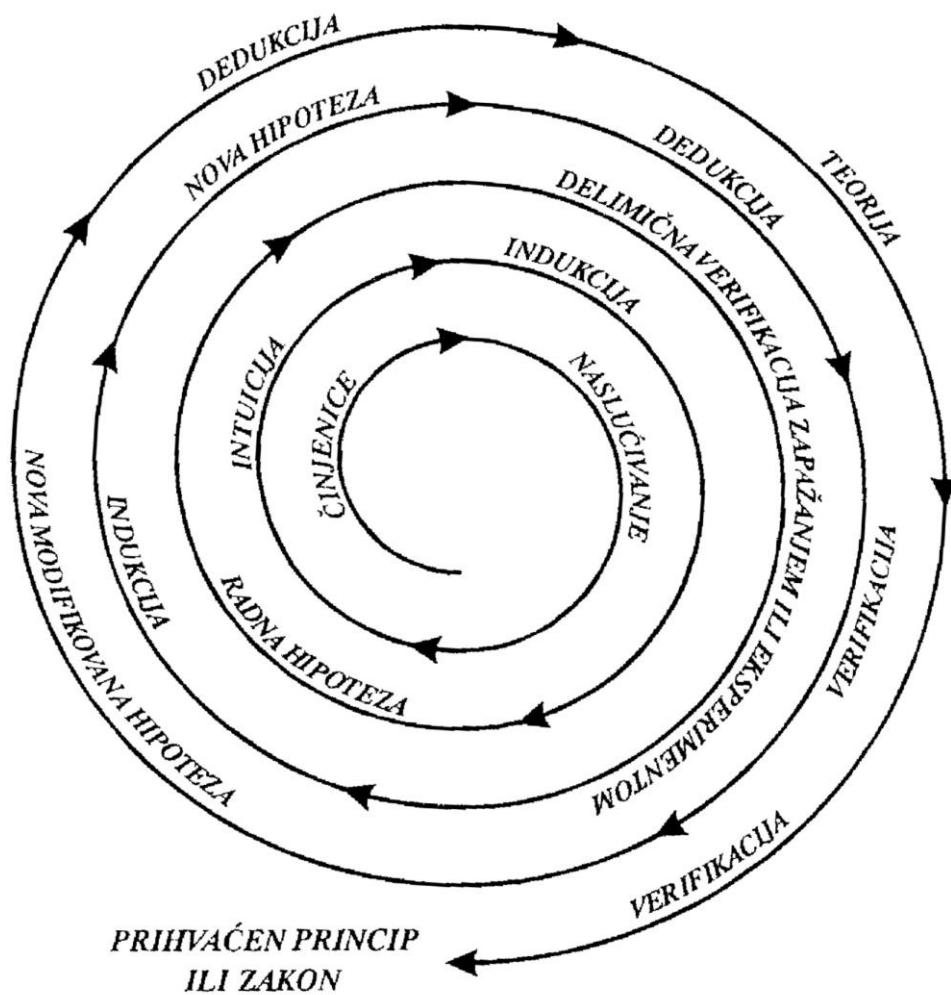 ČINJENICE
NASLUĆIVANJE
INTUICIJA
INDUKCIJA
RADNA HIPOTEZA
DELIMIČNA VERIFIKACIJA ZAPAŽANJEM ILI EKSPERIMENTOM
INDUKCIJA
NOVA HIPOTEZA
DEDUKCIJA
VERIFIKACIJA
NOVA MODIFIKOVANA HIPOTEZA
DEDUKCIJA
TEORIJA
VERIFIKACIJA
PRIHVAĆEN PRINCIP
ILI ZAKON